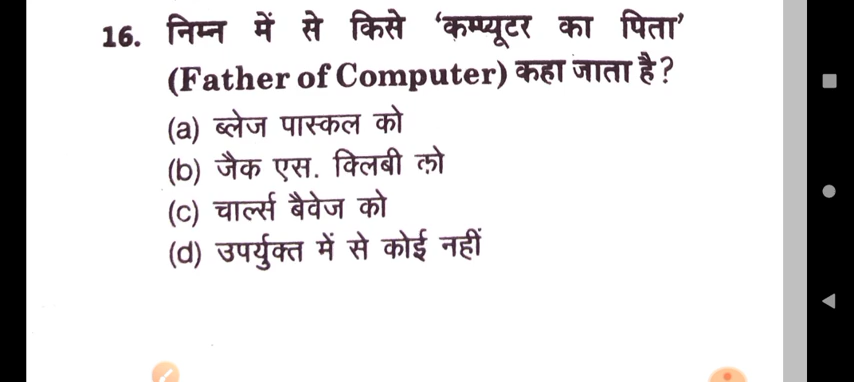 16. निम्न में से किसे ‘कम्प्यूटर का पिता’
(Father of Computer) कहा जाता है?
(a) ब्लेज पास्कल को
(b) जैक एस. क्लिबी को
(c) चार्ल्स बैवेज को
(d) उपर्युक्त में से कोई नहीं